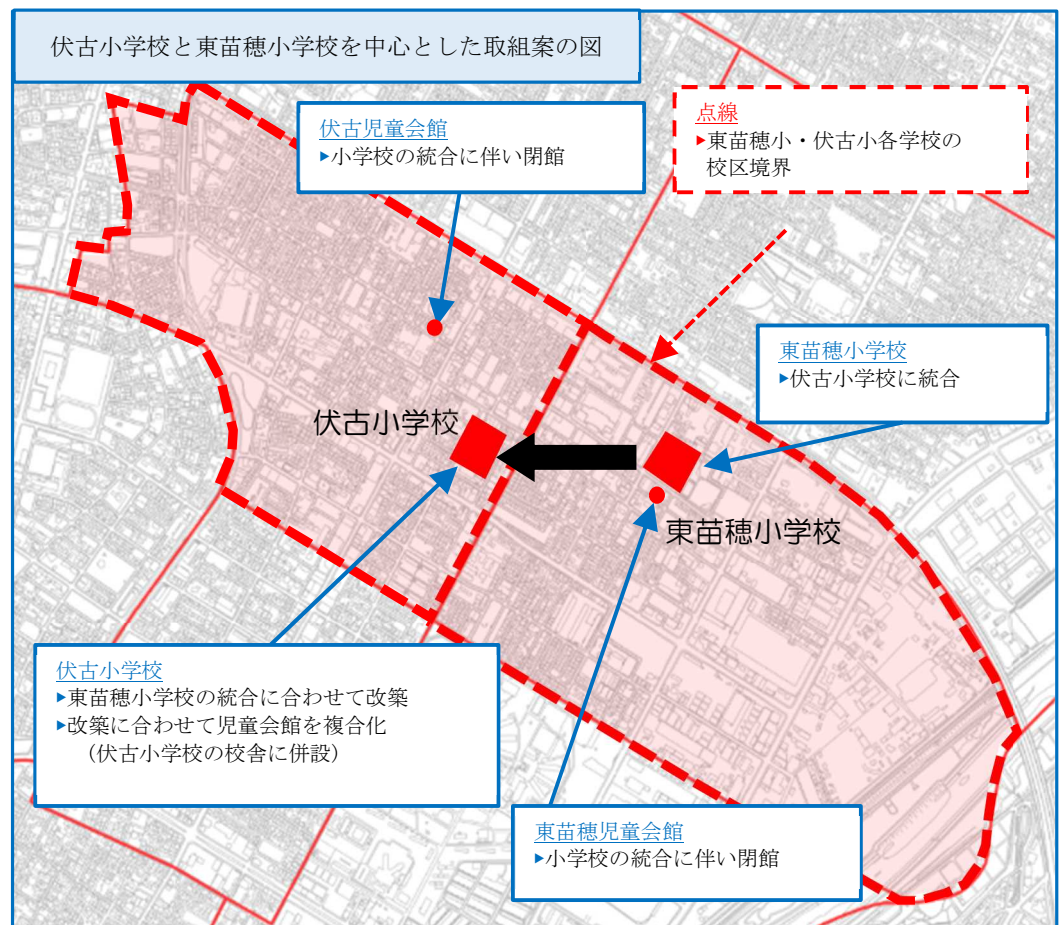 伏古小学校と東苗穂小学校を中心とした取組案の図
伏古児童会館
▸小学校の統合に伴い閉館
点線
▸東苗穂小・伏古小各学校の
校区境界
東苗穂小学校
▸伏古小学校に統合
伏古小学校
東苗穂小学校
伏古小学校
▸東苗穂小学校の統合に合わせて改築
▸改築に合わせて児童会館を複合化
（伏古小学校の校舎に併設）
東苗穂児童会館
▸小学校の統合に伴い閉館